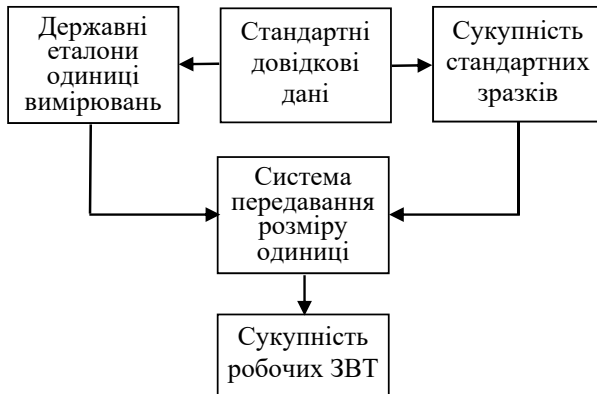 Державні
еталони
одиниці
вимірювань
Стандартні
довідкові
дані
Сукупність
стандартних
зразків
Система
передавання
розміру
одиниці
Сукупність
робочих ЗВТ